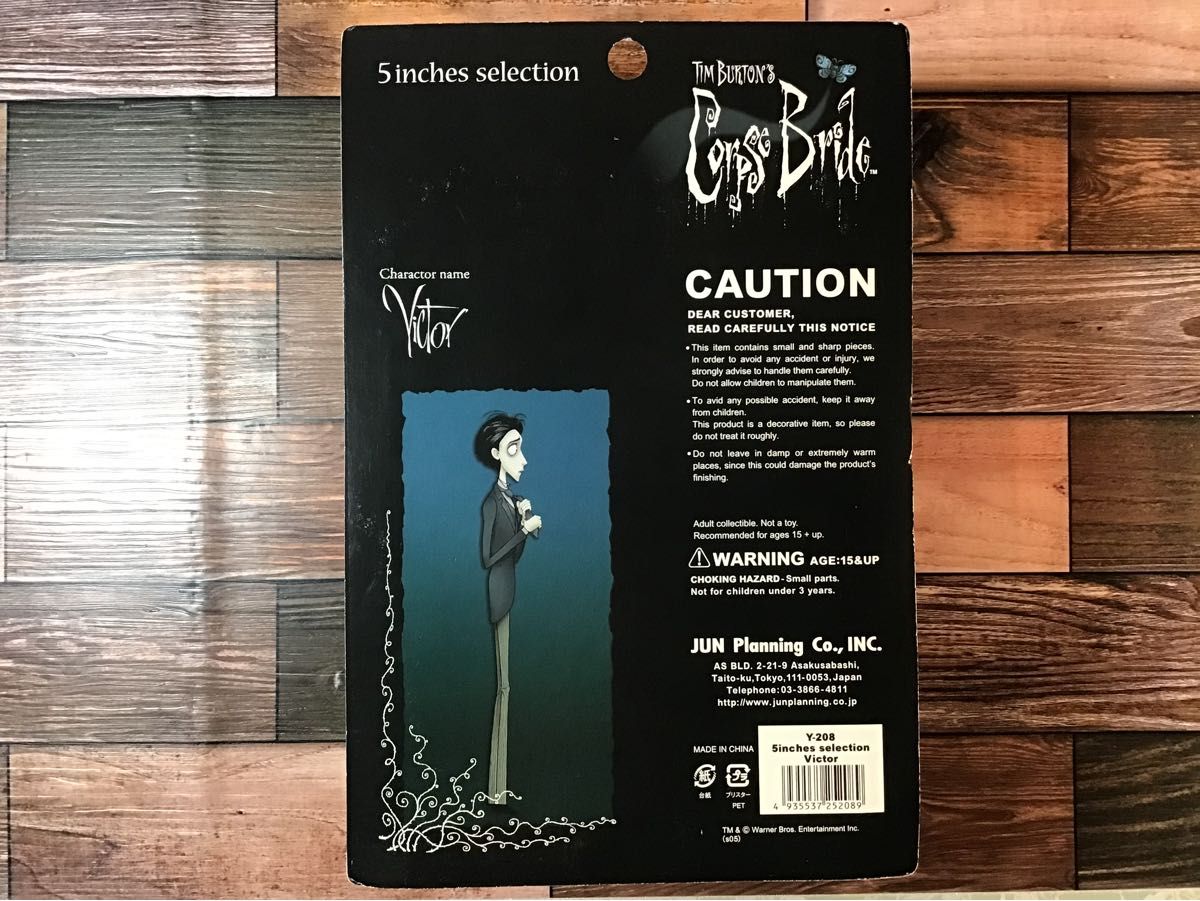 5 inches selection
TIM BURTON'S
Corpse Bride™
Charactor name
Victor
CAUTION
DEAR CUSTOMER,
READ CAREFULLY THIS NOTICE
•This item contains small and sharp pieces.
In order to avoid any accident or injury, we
strongly advise to handle them carefully.
Do not allow children to manipulate them.
•To avid any possible accident, keep it away
from children.
This product is a decorative item, so please
do not treat it roughly.
•Do not leave in damp or extremely warm
places, since this could damage the product's
finishing.
Adult collectible. Not a toy.
Recommended for ages 15 + up.
WARNING AGE:15&UP
CHOKING HAZARD-Small parts.
Not for children under 3 years.
JUN Planning Co., INC.
AS BLD. 2-21-9 Asakusabashi,
Taito-ku,Tokyo,111-0053,Japan
Telephone:03-3866-4811
http://www.junplanning.co.jp
MADE IN CHINA
紙
台紙
プラ
ブリスター
PET
Y-208
5inches selection
Victor
4 935537 252089
TM & © Warner Bros. Entertainment Inc.
(s05)